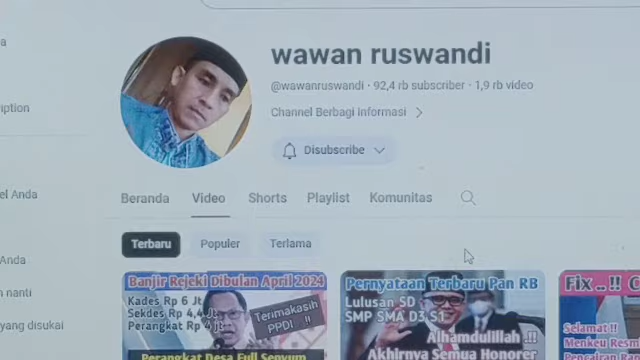 wawan ruswandi
@wawanruswandi · 92,4 rb subscriber · 1,9 rb video
Channel Berbagi Informasi
Disubscribe
Beranda Video Shorts Playlist Komunitas
Terbaru Populer Terlama
ription
el Anda
Anda
n nanti
yang disukai
Banjir Rejeki Dibulan April 2024
Kades Rp 6 Jt
Sekdes Rp 4,4 Jt
Perangkat Rp 4 jt
Terimakasih
PPDI ..!!
Perangkat Desa Full Senyum
Pernyataan Terbaru Pan RB
Lulusan SD
SMP SMA D3 S1
Alhamdulillah .!!
Akhirnya Semua Honorer
Fix ..!! C
Selamat !!
Menkeu Resm
Pencairan